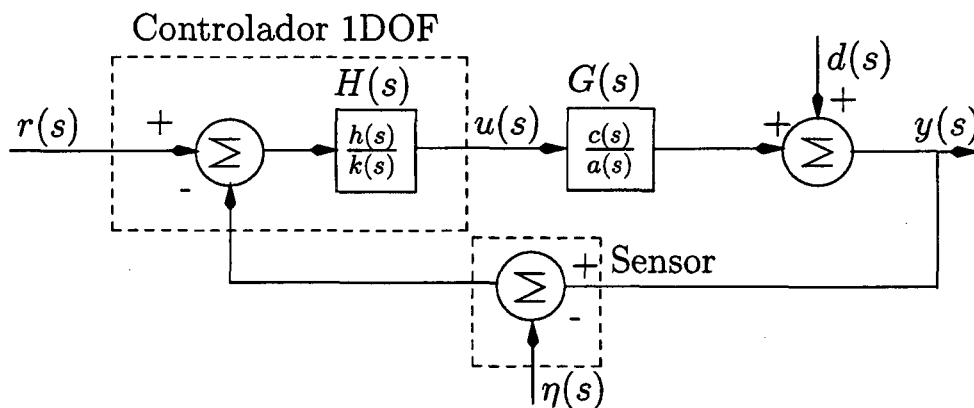 Controlador 1DOF
H(s)
G(s)
d(s)
r(s)
+
-
Σ
h(s)
k(s)
u(s)
c(s)
a(s)
+
+
Σ
y(s)
Σ
+
-
Sensor
η(s)